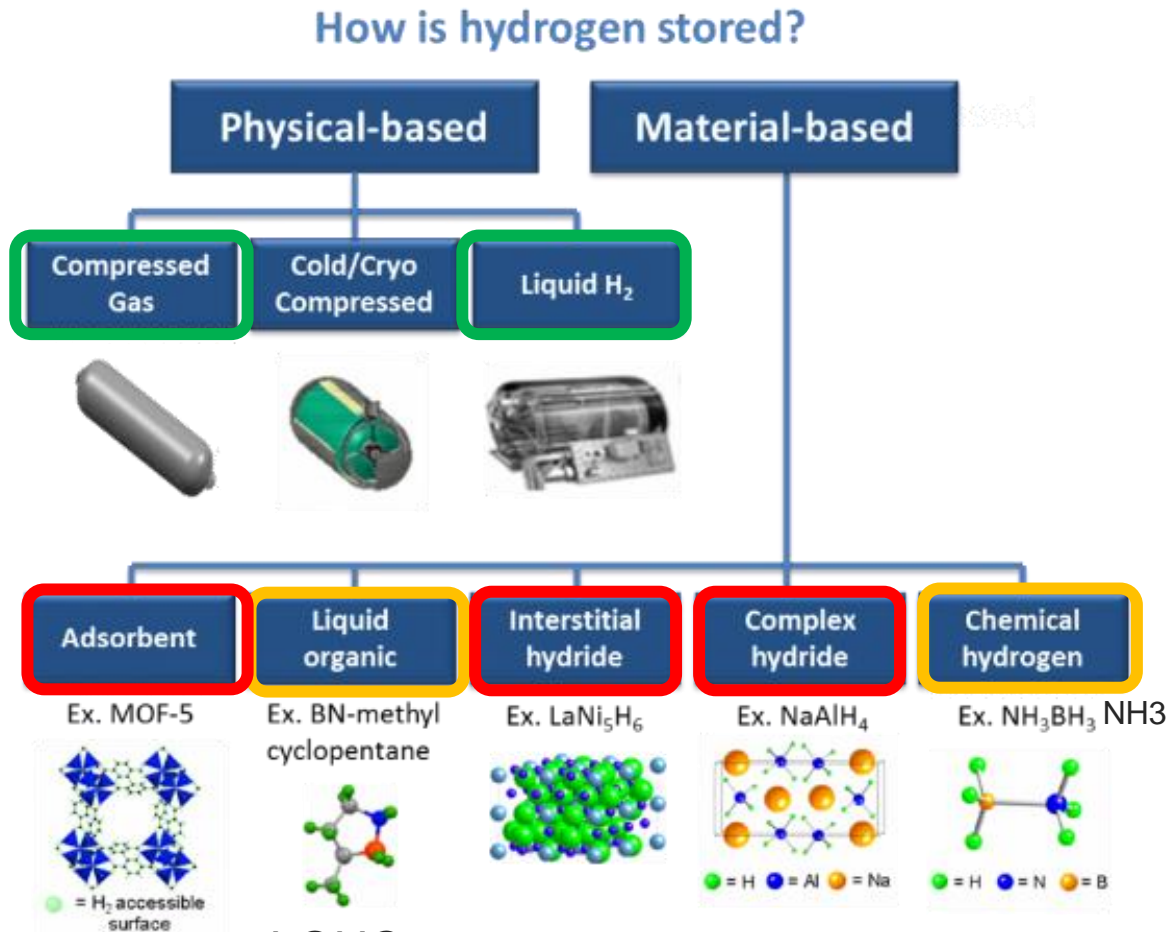 How is hydrogen stored?
Physical-based
Material-based
Compressed
Gas
Cold/Cryo
Compressed
Liquid H₂
Adsorbent
Liquid
organic
Interstitial
hydride
Complex
hydride
Chemical
hydrogen
Ex. MOF-5
Ex. BN-methyl
cyclopentane
Ex. LaNi₅H₆
Ex. NaAlH₄
Ex. NH₃BH₃ NH3
= H₂ accessible
surface
= H = Al = Na
= H = N = B